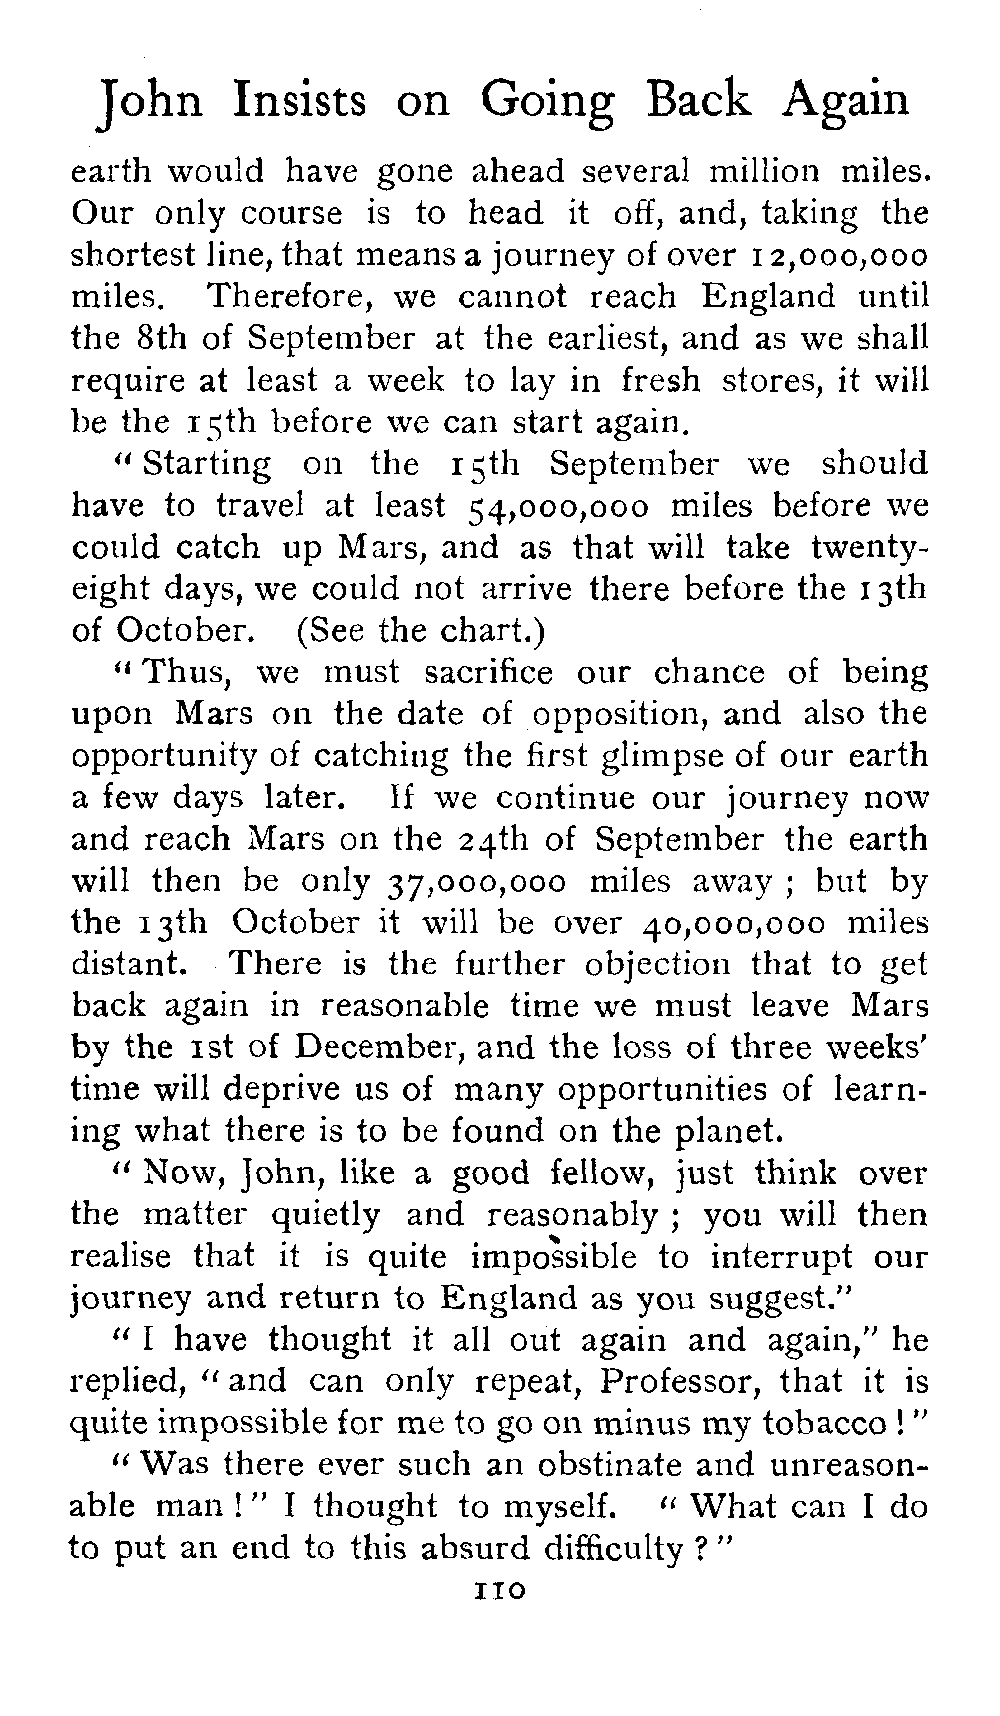 John Insists on Going Back Again
earth would have gone ahead several million miles.
Our only course is to head it off, and, taking the
shortest line, that means a journey of over 12,000,000
miles. Therefore, we cannot reach England until
the 8th of September at the earliest, and as we shall
require at least a week to lay in fresh stores, it will
be the 15th before we can start again.
"Starting on the 15th September we should
have to travel at least 54,000,000 miles before we
could catch up Mars, and as that will take twenty-
eight days, we could not arrive there before the 13th
of October. (See the chart.)
"Thus, we must sacrifice our chance of being
upon Mars on the date of opposition, and also the
opportunity of catching the first glimpse of our earth
a few days later. If we continue our journey now
and reach Mars on the 24th of September the earth
will then be only 37,000,000 miles away ; but by
the 13th October it will be over 40,000,000 miles
distant. There is the further objection that to get
back again in reasonable time we must leave Mars
by the 1st of December, and the loss of three weeks'
time will deprive us of many opportunities of learn-
ing what there is to be found on the planet.
"Now, John, like a good fellow, just think over
the matter quietly and reasonably ; you will then
realise that it is quite impossible to interrupt our
journey and return to England as you suggest."
"I have thought it all out again and again," he
replied, "and can only repeat, Professor, that it is
quite impossible for me to go on minus my tobacco !"
"Was there ever such an obstinate and unreason-
able man !" I thought to myself. "What can I do
to put an end to this absurd difficulty ?"
110